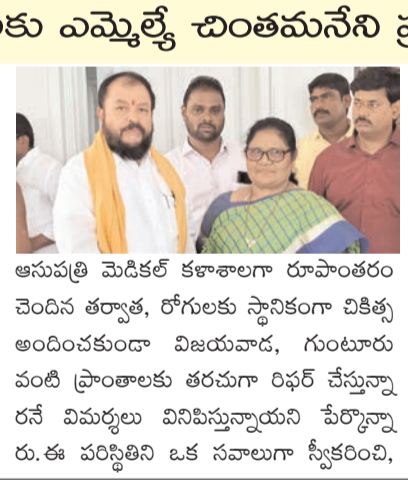 కు ఎమ్మెల్యే చింతమనేని
ఆసుపత్రి మెడికల్ కళాశాలగా రూపాంతరం
చెందిన తర్వాత, రోగులకు స్థానికంగా చికిత్స
అందించకుండా విజయవాడ, గుంటూరు
వంటి ప్రాంతాలకు తరచుగా రిఫర్ చేస్తున్నా
రనే విమర్శలు వినిపిస్తున్నాయని పేర్కొన్నా
రు.ఈ పరిస్థితిని ఒక సవాలుగా స్వీకరించి,